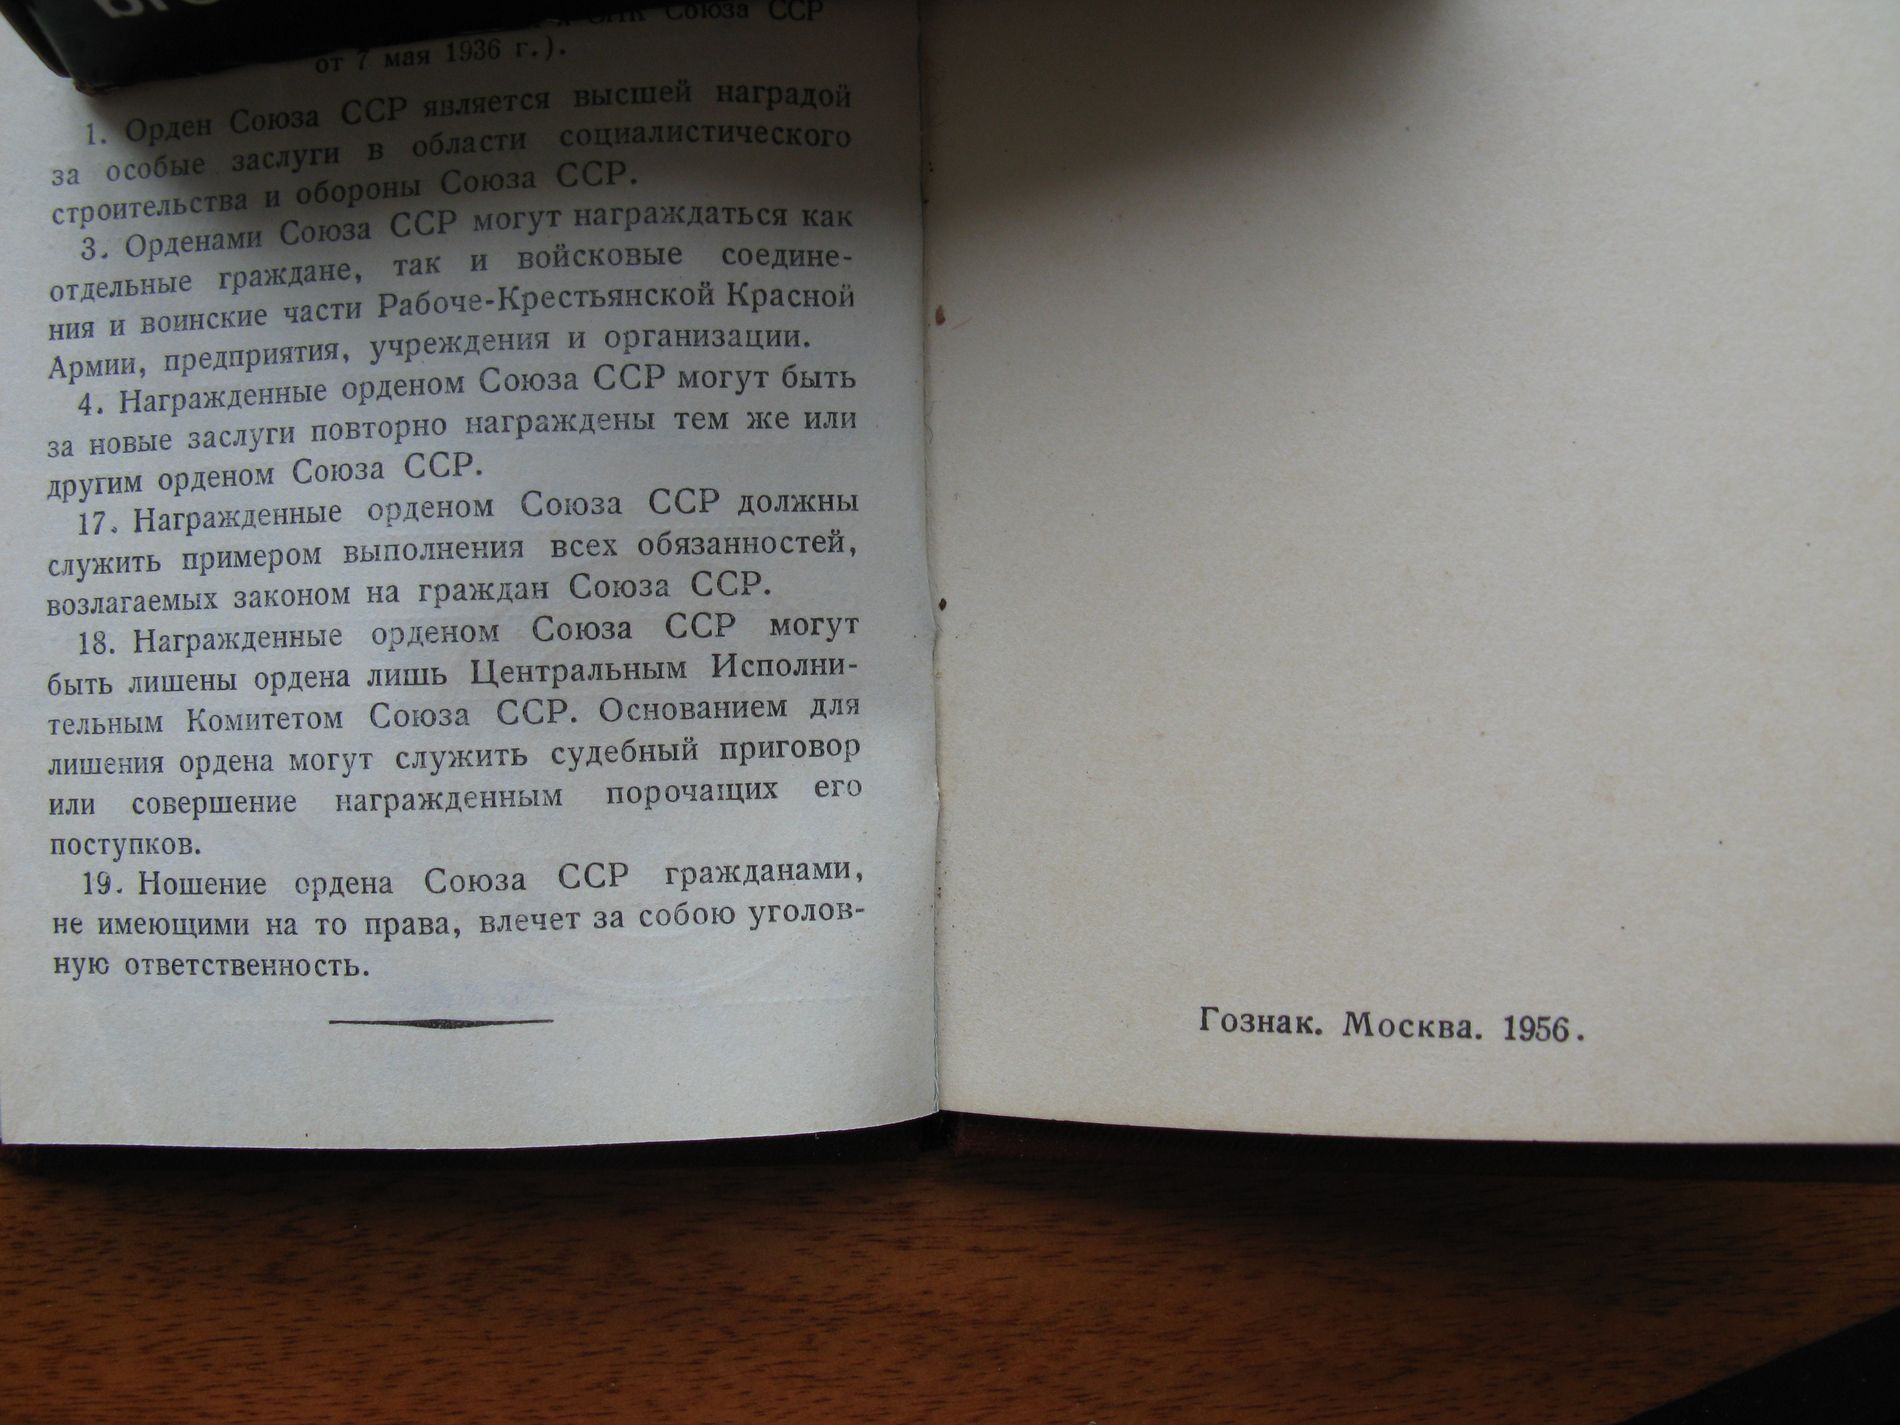 СНК Союза ССР
от 7 мая 1936 г.).
1. Орден Союза ССР является высшей наградой
за особые заслуги в области социалистического
строительства и обороны Союза ССР.
3. Орденами Союза ССР могут награждаться как
отдельные граждане, так и войсковые соедине-
ния и воинские части Рабоче-Крестьянской Красной
Армии, предприятия, учреждения и организации.
4. Награжденные орденом Союза ССР могут быть
за новые заслуги повторно награждены тем же или
другим орденом Союза ССР.
17. Награжденные орденом Союза ССР должны
служить примером выполнения всех обязанностей,
возлагаемых законом на граждан Союза ССР.
18. Награжденные орденом Союза ССР могут
быть лишены ордена лишь Центральным Исполни-
тельным Комитетом Союза ССР. Основанием для
лишения ордена могут служить судебный приговор
или совершение награжденным порочащих его
поступков.
19. Ношение ордена Союза ССР гражданами,
не имеющими на то права, влечет за собою уголов-
ную ответственность.
Гознак. Москва. 1956.